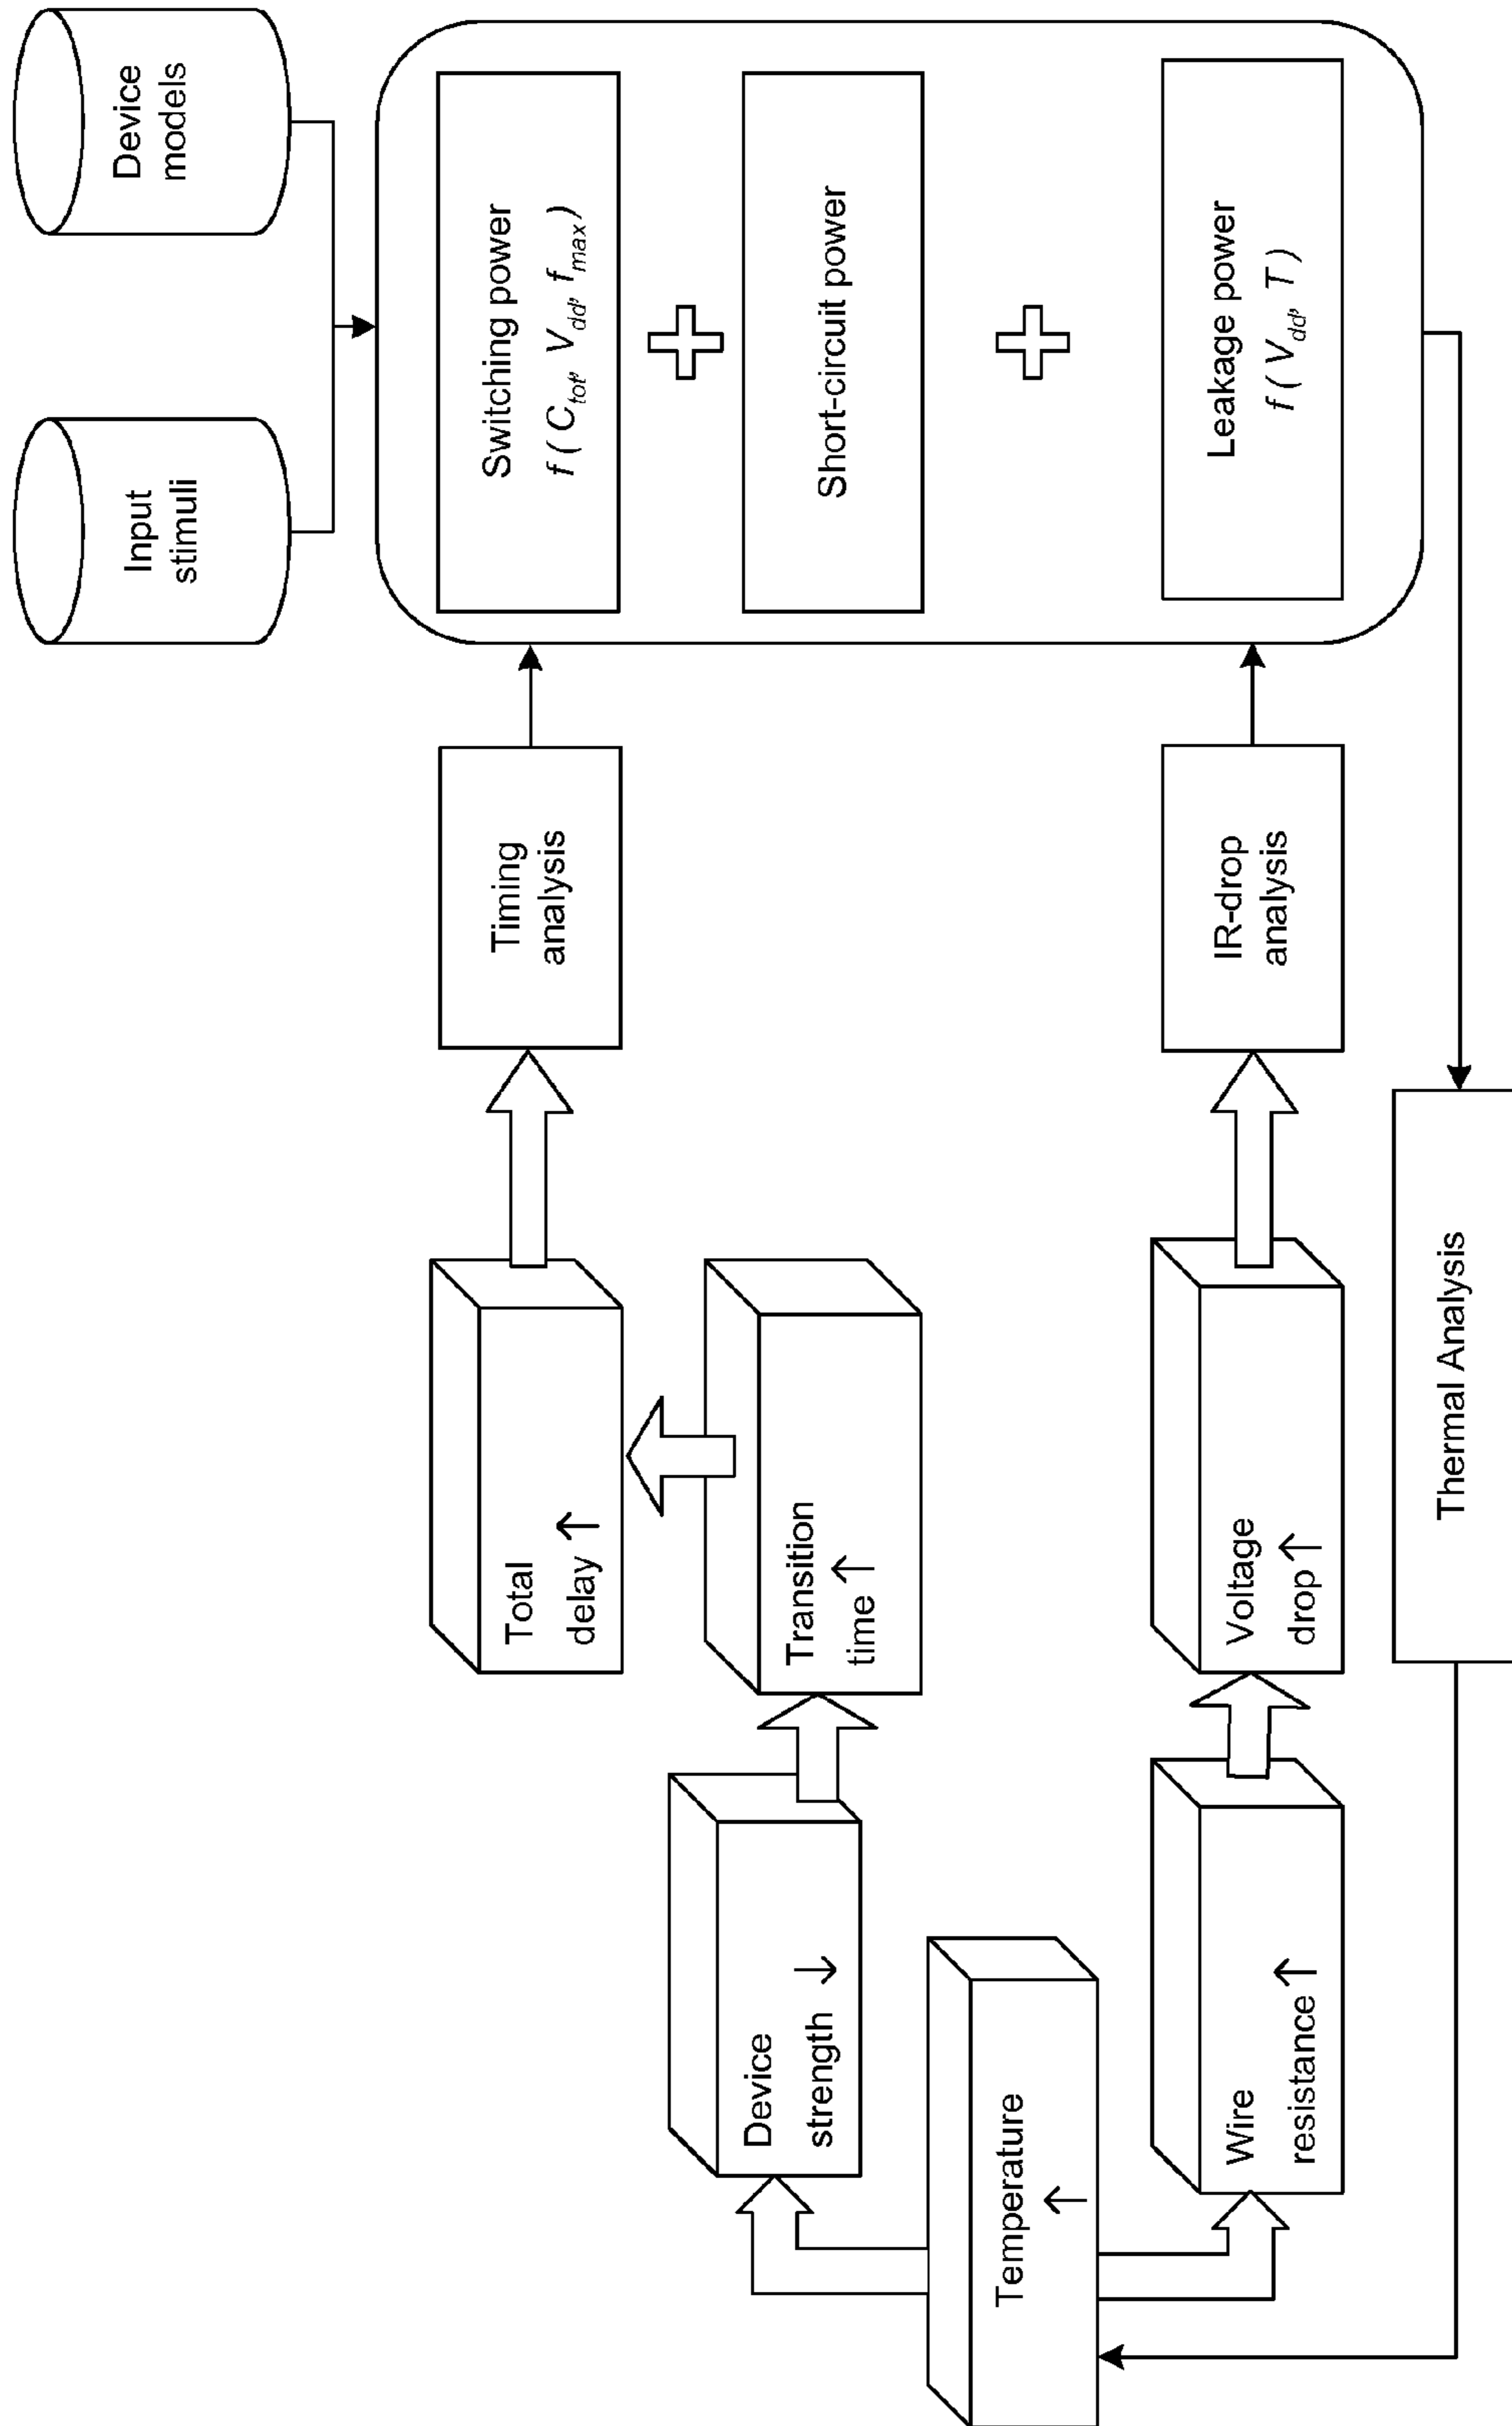 Input
stimuli
Device
models
Switching power
f ( C_tot, V_dd, f_max )
Short-circuit power
Leakage power
f ( V_dd, T )
Timing
analysis
IR-drop
analysis
Total
delay ↑
Transition
time ↑
Voltage
drop ↑
Device
strength ↓
Wire
resistance ↑
Temperature
↑
Thermal Analysis